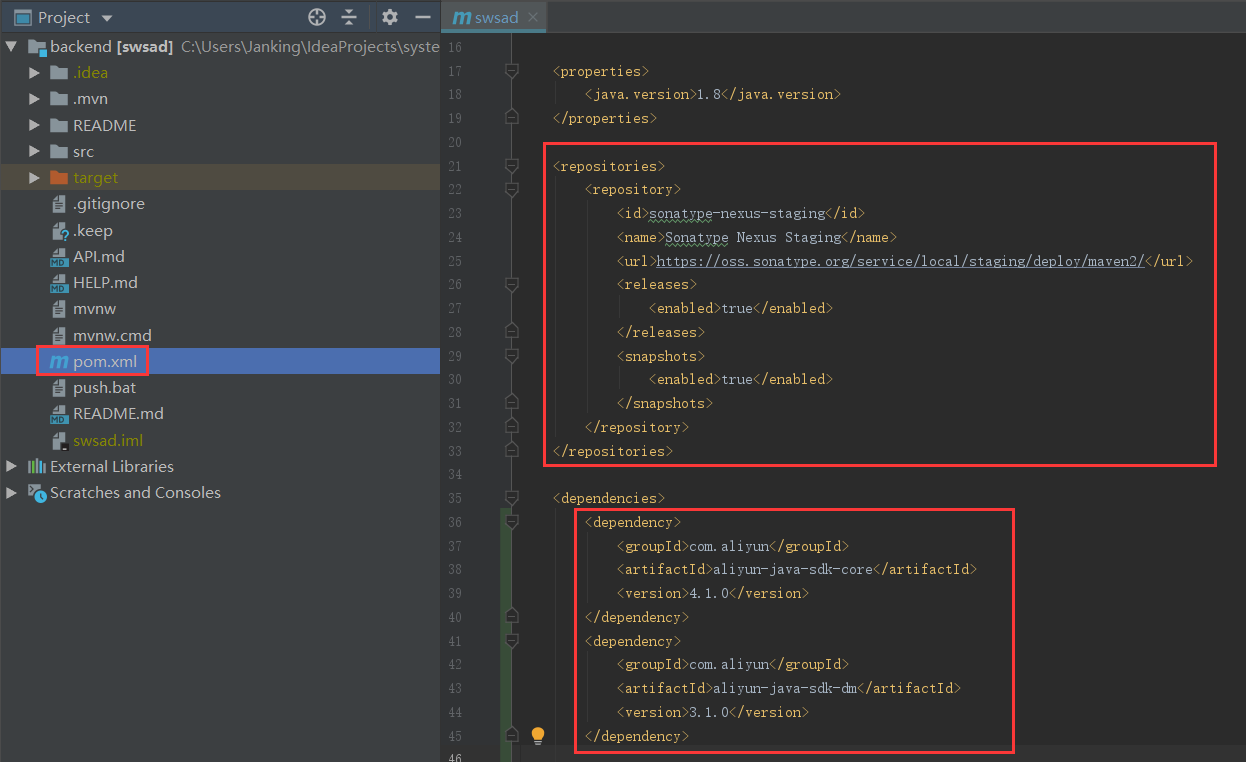 Project
backend [swsad] C:\Users\Janking\IdeaProjects\syste
.idea
.mvn
README
src
target
.gitignore
.keep
API.md
HELP.md
mvnw
mvnw.cmd
pom.xml
push.bat
README.md
swsad.iml
External Libraries
Scratches and Consoles
swsad
16
17 <properties>
18 <java.version>1.8</java.version>
19 </properties>
20
21 <repositories>
22 <repository>
23 <id>sonatype-nexus-staging</id>
24 <name>Sonatype Nexus Staging</name>
25 <url>https://oss.sonatype.org/service/local/staging/deploy/maven2/</url>
26 <releases>
27 <enabled>true</enabled>
28 </releases>
29 <snapshots>
30 <enabled>true</enabled>
31 </snapshots>
32 </repository>
33 </repositories>
34
35 <dependencies>
36 <dependency>
37 <groupId>com.aliyun</groupId>
38 <artifactId>aliyun-java-sdk-core</artifactId>
39 <version>4.1.0</version>
40 </dependency>
41 <dependency>
42 <groupId>com.aliyun</groupId>
43 <artifactId>aliyun-java-sdk-dm</artifactId>
44 <version>3.1.0</version>
45 </dependency>
46